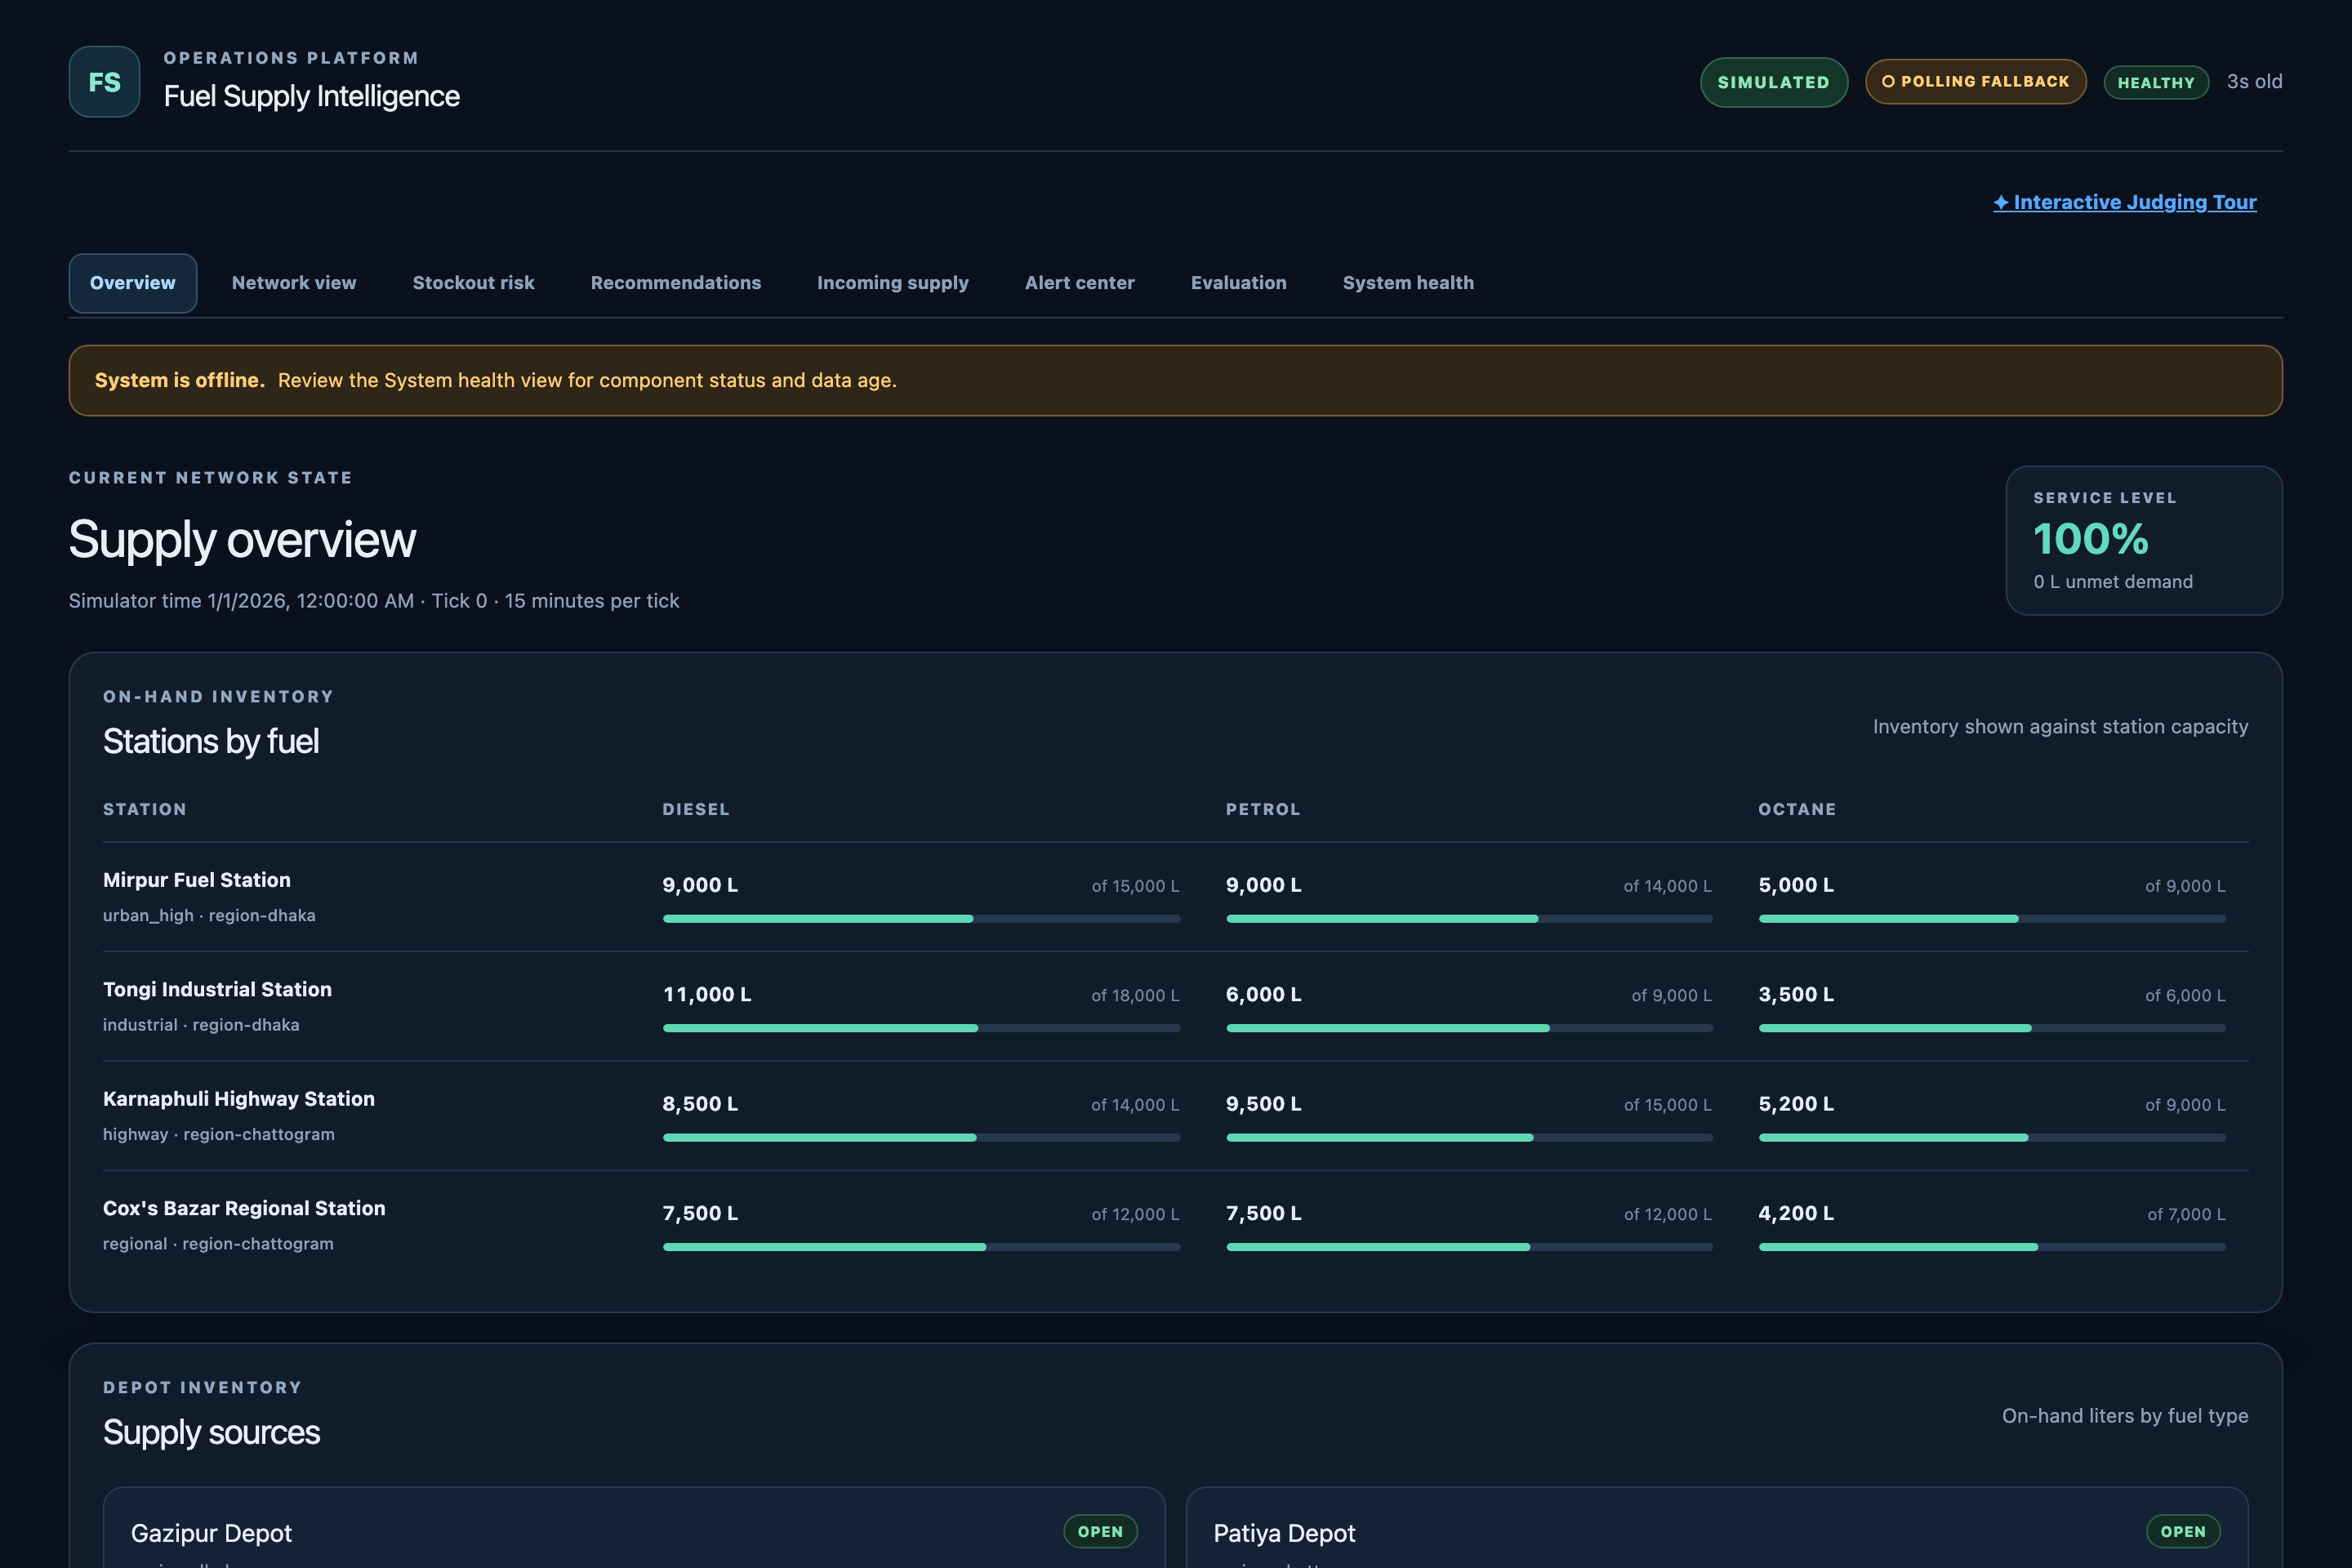 FS
OPERATIONS PLATFORM
Fuel Supply Intelligence
SIMULATED
POLLING FALLBACK
HEALTHY
3s old
✦ Interactive Judging Tour
Overview
Network view
Stockout risk
Recommendations
Incoming supply
Alert center
Evaluation
System health
System is offline. Review the System health view for component status and data age.
CURRENT NETWORK STATE
Supply overview
Simulator time 1/1/2026, 12:00:00 AM · Tick 0 · 15 minutes per tick
SERVICE LEVEL
100%
0 L unmet demand
ON-HAND INVENTORY
Stations by fuel
Inventory shown against station capacity
STATION DIESEL PETROL OCTANE
Mirpur Fuel Station
urban_high · region-dhaka
9,000 L of 15,000 L
9,000 L of 14,000 L
5,000 L of 9,000 L
Tongi Industrial Station
industrial · region-dhaka
11,000 L of 18,000 L
6,000 L of 9,000 L
3,500 L of 6,000 L
Karnaphuli Highway Station
highway · region-chattogram
8,500 L of 14,000 L
9,500 L of 15,000 L
5,200 L of 9,000 L
Cox's Bazar Regional Station
regional · region-chattogram
7,500 L of 12,000 L
7,500 L of 12,000 L
4,200 L of 7,000 L
DEPOT INVENTORY
Supply sources
On-hand liters by fuel type
Gazipur Depot
OPEN
Patiya Depot
OPEN